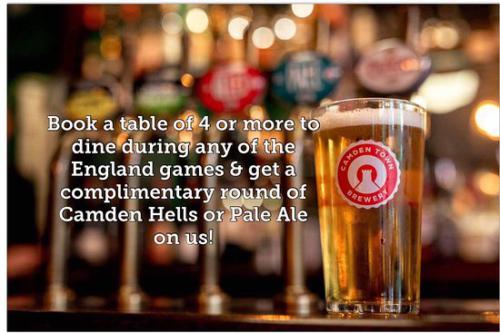 Book a table of 4 or more to
dine during any of the
England games & get a
complimentary round of
Camden Hells or Pale Ale
on us!
CAMDEN TOWN
BREWERY